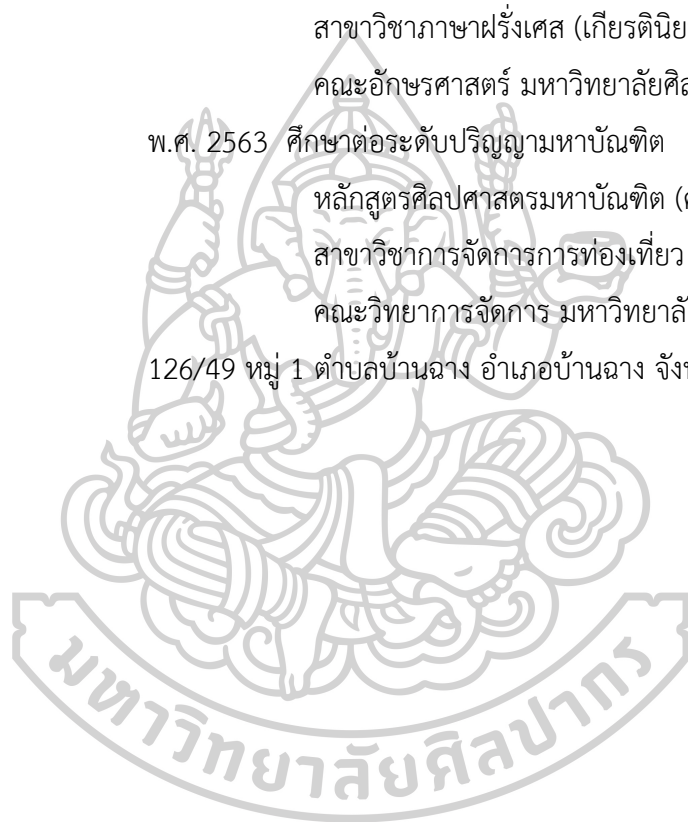 สาขาวิชาภาษาฝรั่งเศส (เกียรตินิย
คณะอักษรศาสตร์ มหาวิทยาลัยศิล
พ.ศ. 2563 ศึกษาต่อระดับปริญญามหาบัณฑิต
หลักสูตรศิลปศาสตรมหาบัณฑิต (
สาขาวิชาการจัดการการท่องเที่ยว
คณะวิทยาการจัดการ มหาวิทยาลั
126/49 หมู่ 1 ตำบลบ้านฉาง อำเภอบ้านฉาง จัง
มหาวิทยาลัยศิลปากร